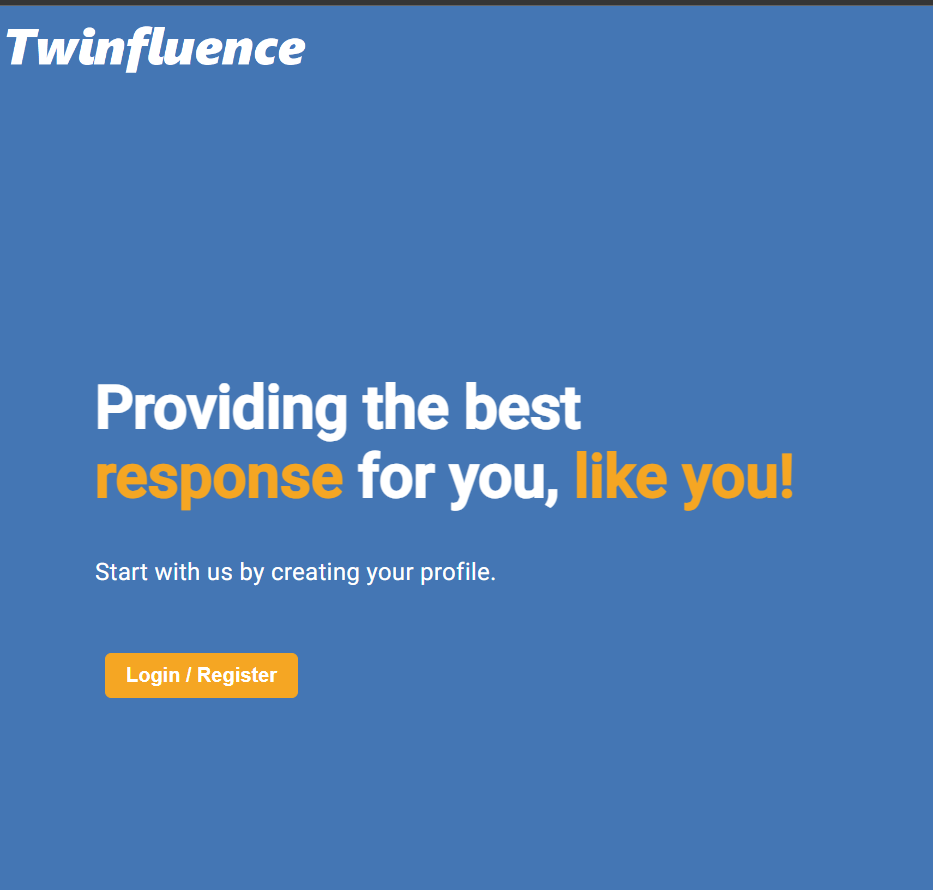 Twinfluence
Providing the best
response for you, like you!
Start with us by creating your profile.
Login / Register